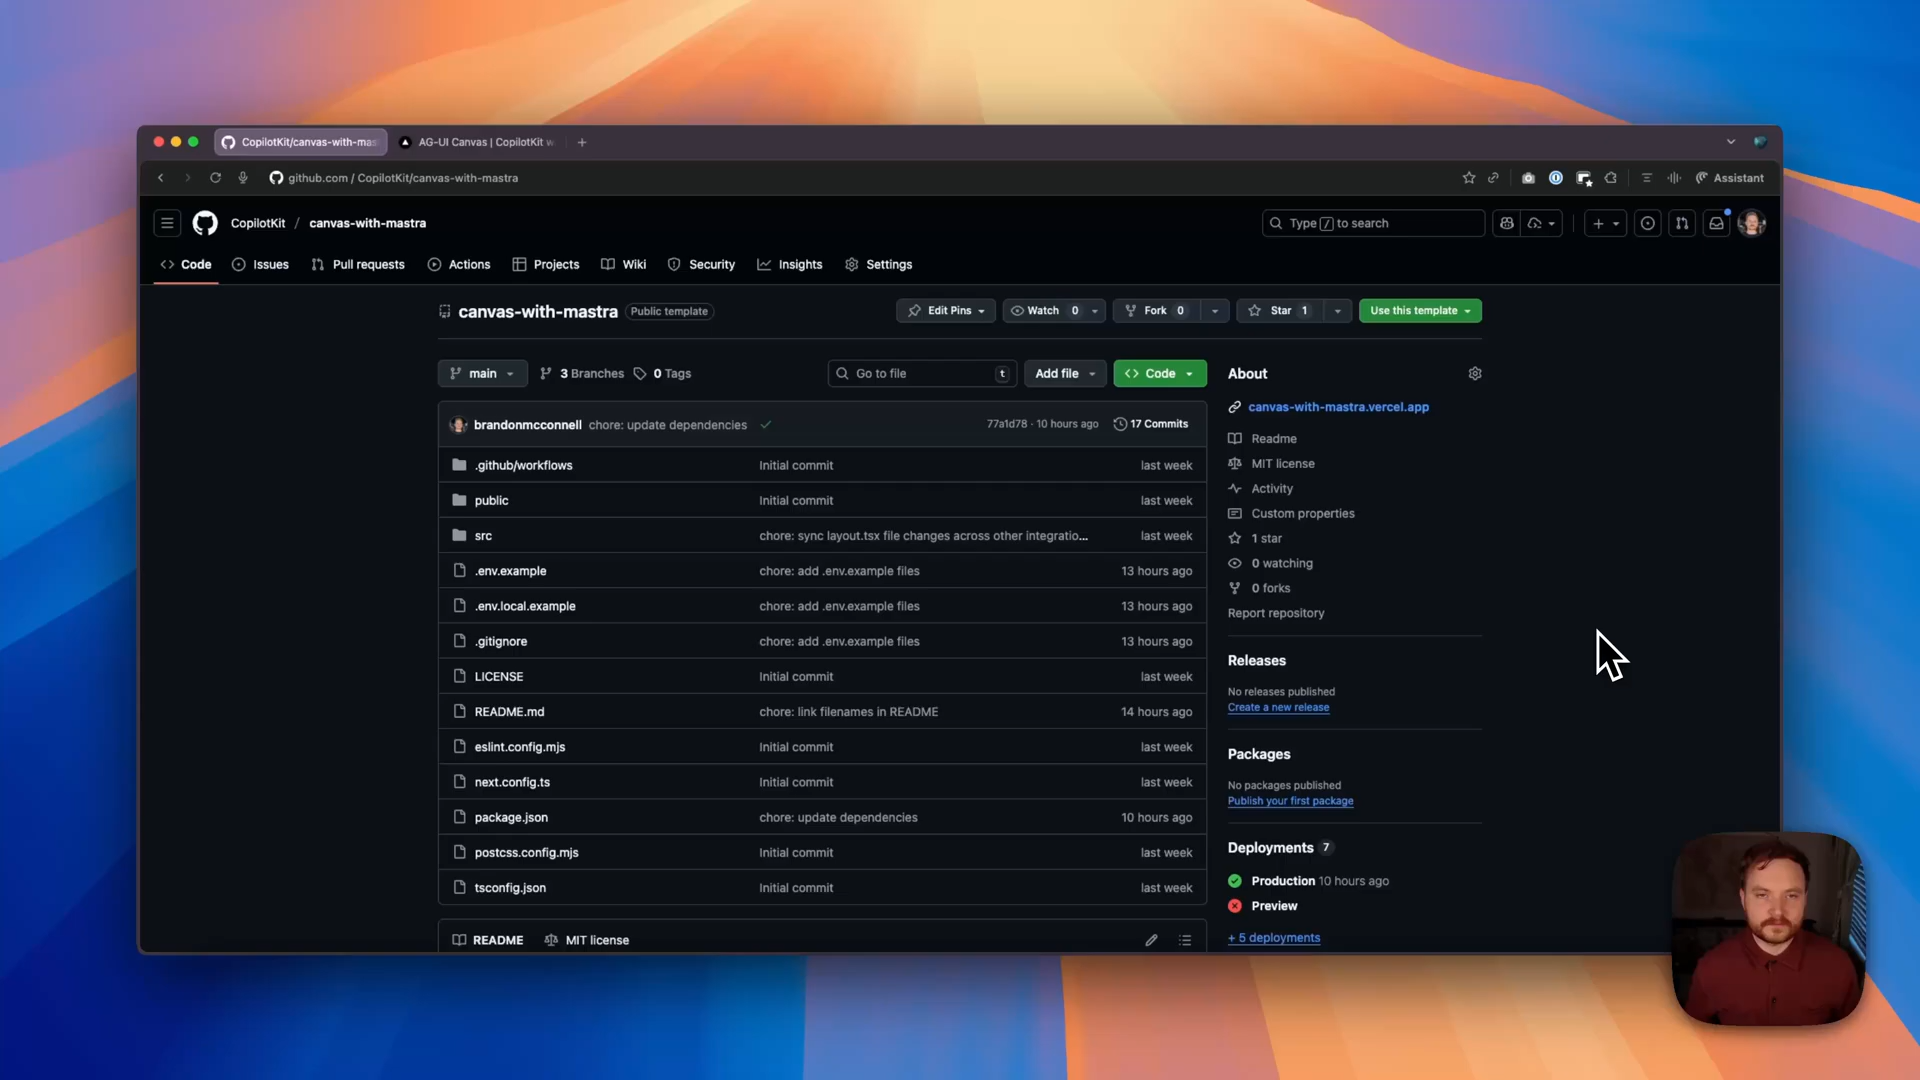 CopilotKit/canvas-with-mas
AG-UI Canvas | CopilotKit w
github.com / CopilotKit/canvas-with-mastra
Assistant
CopilotKit / canvas-with-mastra
Type / to search
Code
Issues
Pull requests
Actions
Projects
Wiki
Security
Insights
Settings
canvas-with-mastra
Public template
Edit Pins
Watch 0
Fork 0
Star 1
Use this template
main
3 Branches
0 Tags
Go to file
t
Add file
Code
brandonmcconnell chore: update dependencies
77a1d78 · 10 hours ago
17 Commits
.github/workflows Initial commit last week
public Initial commit last week
src chore: sync layout.tsx file changes across other integratio... last week
.env.example chore: add .env.example files 13 hours ago
.env.local.example chore: add .env.example files 13 hours ago
.gitignore chore: add .env.example files 13 hours ago
LICENSE Initial commit last week
README.md chore: link filenames in README 14 hours ago
eslint.config.mjs Initial commit last week
next.config.ts Initial commit last week
package.json chore: update dependencies 10 hours ago
postcss.config.mjs Initial commit last week
tsconfig.json Initial commit last week
README
MIT license
About
canvas-with-mastra.vercel.app
Readme
MIT license
Activity
Custom properties
1 star
0 watching
0 forks
Report repository
Releases
No releases published
Create a new release
Packages
No packages published
Publish your first package
Deployments 7
Production 10 hours ago
Preview
+ 5 deployments